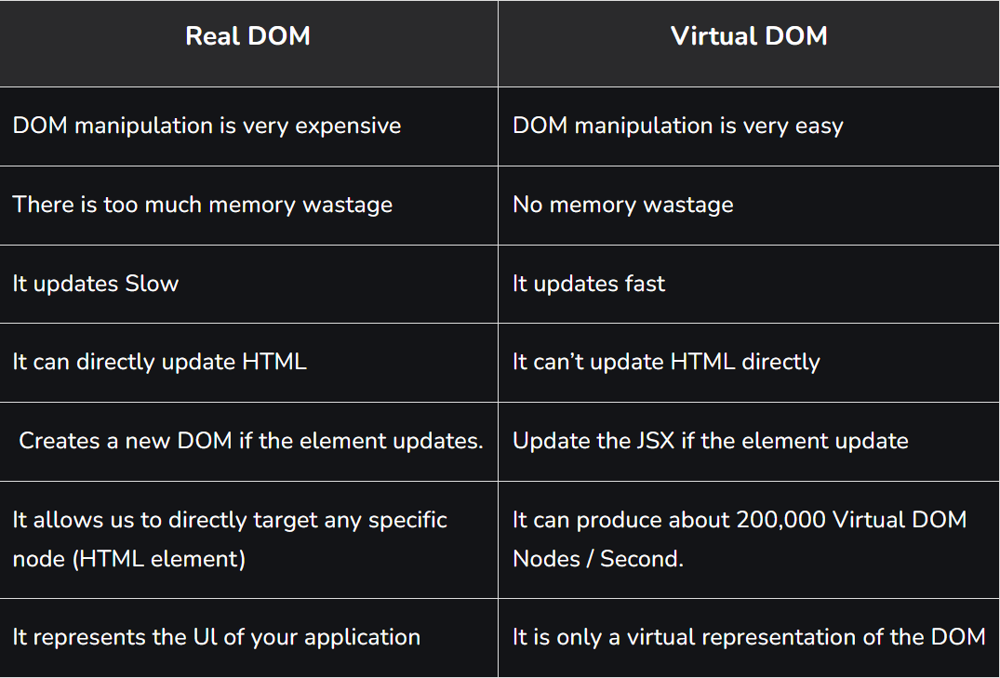 Real DOM
Virtual DOM
DOM manipulation is very expensive
DOM manipulation is very easy
There is too much memory wastage
No memory wastage
It updates Slow
It updates fast
It can directly update HTML
It can’t update HTML directly
Creates a new DOM if the element updates.
Update the JSX if the element update
It allows us to directly target any specific
node (HTML element)
It can produce about 200,000 Virtual DOM
Nodes / Second.
It represents the UI of your application
It is only a virtual representation of the DOM